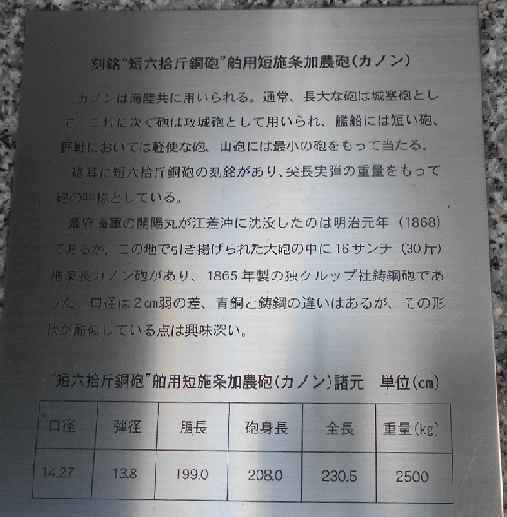 刻銘"短六拾斤銅砲"舶用短施条加農砲(カノン)
カノンは海陸共に用いられる。通常、長大な砲は城塞砲とし
て、これに次ぐ砲は攻城砲として用いられ、艦船には短い砲、
野戦においては軽便な砲、山砲には最小の砲をもって当たる。
砲耳に短六拾斤銅砲の刻銘があり、尖長実弾の重量をもって
砲の呼称としている。
幕府海軍の開陽丸が江差沖に沈没したのは明治元年(1868)
であるが、この地で引き揚げられた大砲の中に16サンチ(30斤)
施条長カノン砲があり、1865年製の独クルップ社鋳鋼砲であ
った。口径は2cm弱の差、青銅と鋳鋼の違いはあるが、その形
状が酷似している点は興味深い。
"短六拾斤銅砲"舶用短施条加農砲(カノン)諸元 単位(cm)
口径 弾径 膅長 砲身長 全長 重量(kg)
14.27 13.8 199.0 208.0 230.5 2500